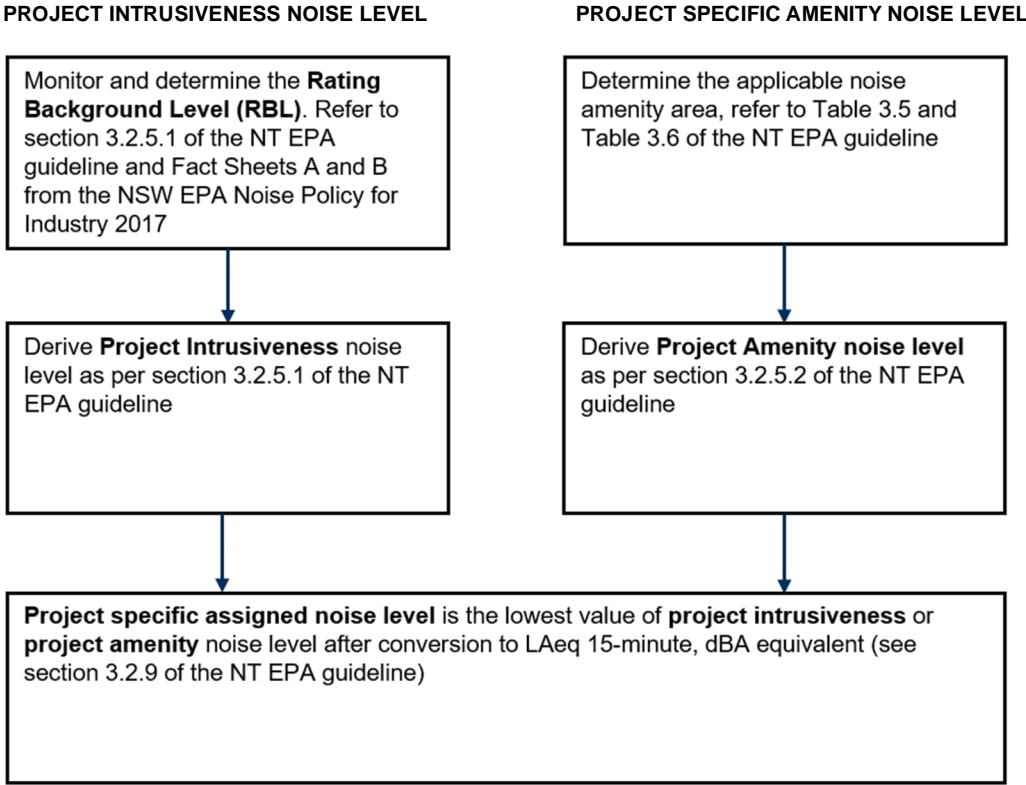 PROJECT INTRUSIVENESS NOISE LEVEL
PROJECT SPECIFIC AMENITY NOISE LEVEL
Monitor and determine the Rating
Background Level (RBL). Refer to
section 3.2.5.1 of the NT EPA
guideline and Fact Sheets A and B
from the NSW EPA Noise Policy for
Industry 2017
Determine the applicable noise
amenity area, refer to Table 3.5 and
Table 3.6 of the NT EPA guideline
Derive Project Intrusiveness noise
level as per section 3.2.5.1 of the NT
EPA guideline
Derive Project Amenity noise level
as per section 3.2.5.2 of the NT EPA
guideline
Project specific assigned noise level is the lowest value of project intrusiveness or
project amenity noise level after conversion to LAeq 15-minute, dBA equivalent (see
section 3.2.9 of the NT EPA guideline)